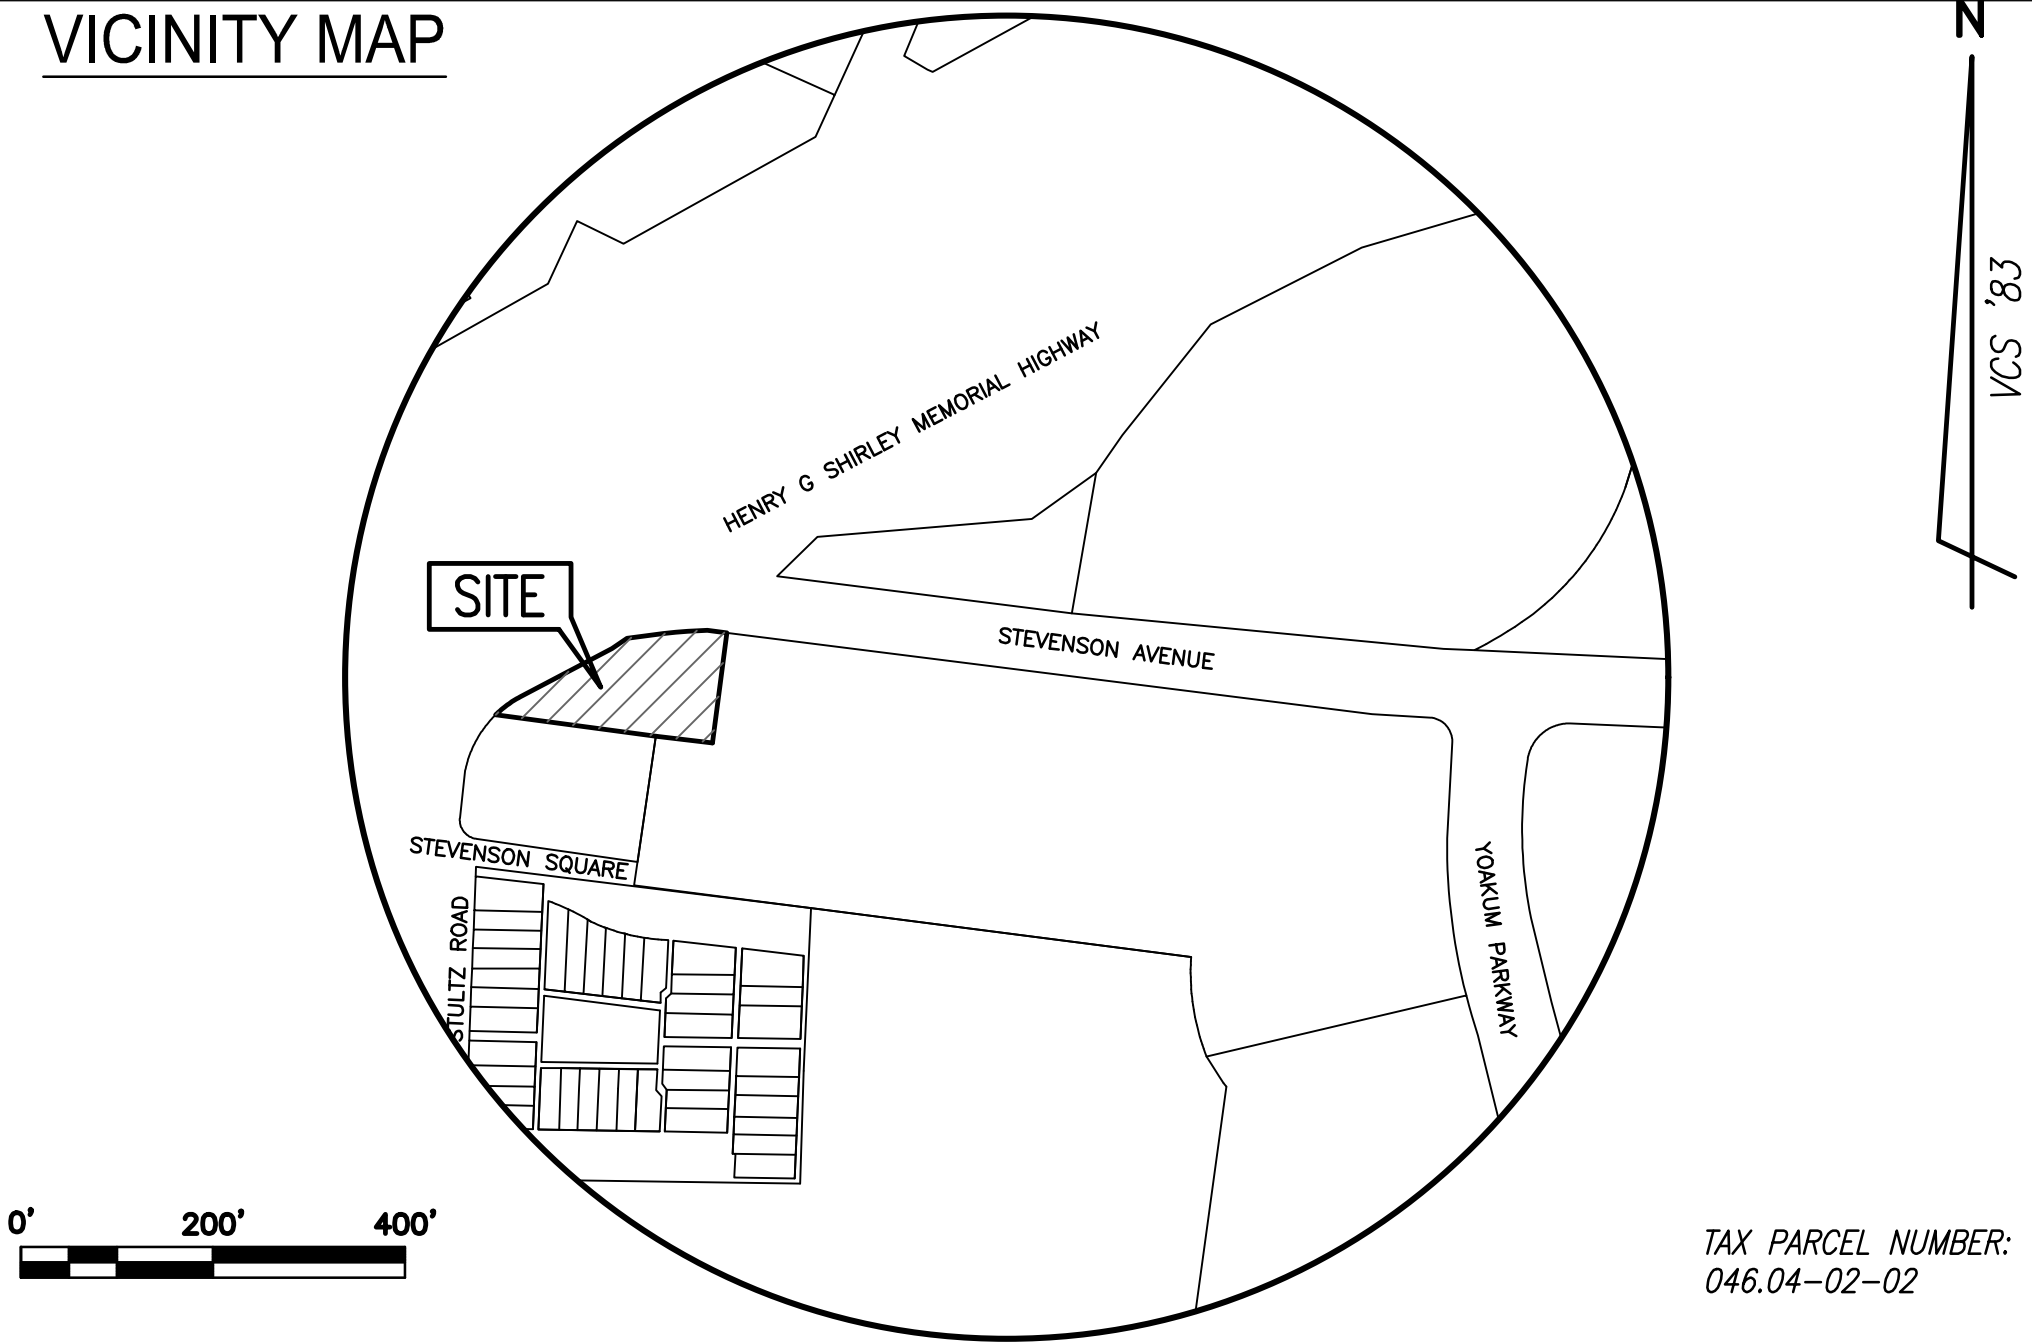 VICINITY MAP
N
VCS '83
HENRY G SHIRLEY MEMORIAL HIGHWAY
SITE
STEVENSON AVENUE
STEVENSON SQUARE
STULTZ ROAD
YOAKUM PARKWAY
0' 200' 400'
TAX PARCEL NUMBER:
046.04-02-02